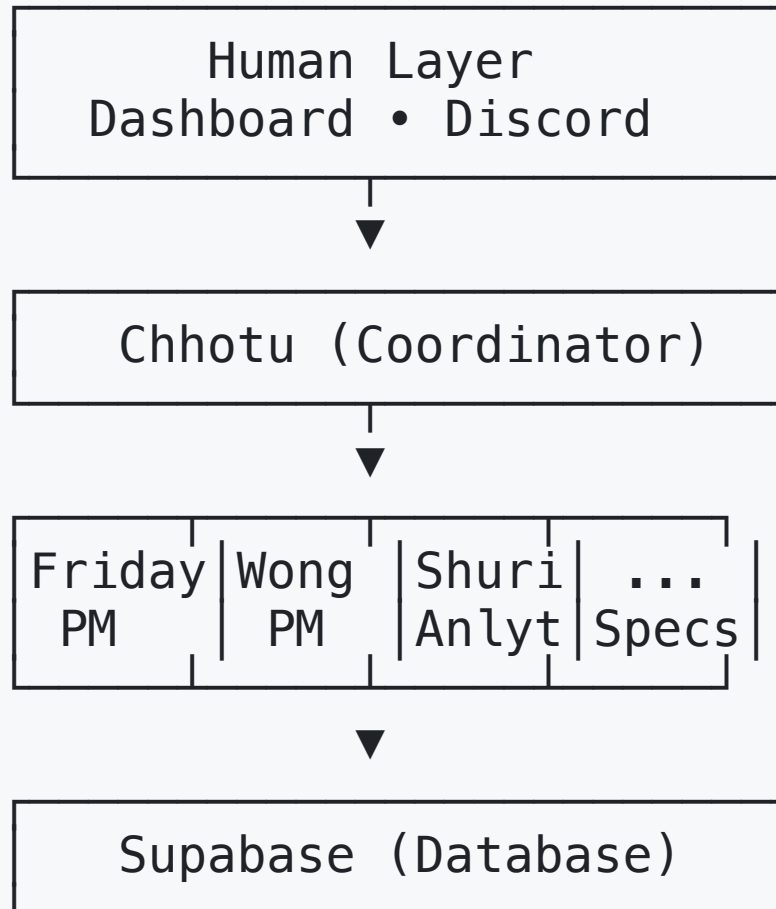 Human Layer
Dashboard • Discord
▼
Chhotu (Coordinator)
▼
Friday│Wong │Shuri│ ... │
PM │ PM │Anlyt│Specs│
▼
Supabase (Database)